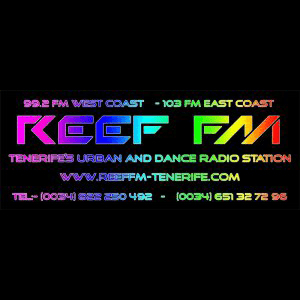 99.2 FM WEST COAST - 103 FM EAST COAST
REEF FM
TENERIFE'S URBAN AND DANCE RADIO STATION
WWW.REEFFM-TENERIFE.COM
TEL:- (0034) 822 250 492 - (0034) 651 32 72 96